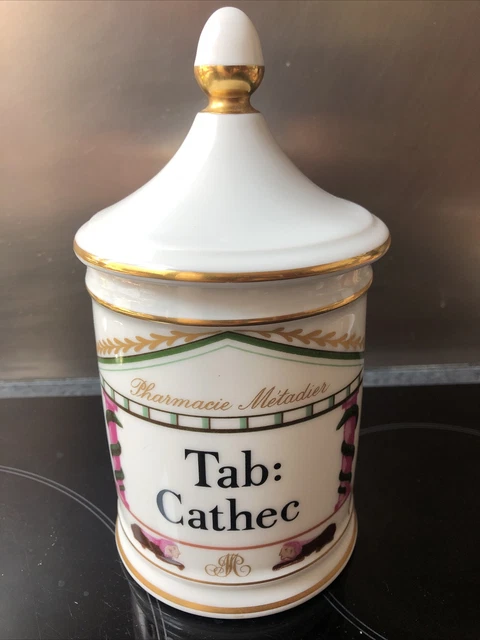 Pharmacie Métadier
Tab:
Cathec